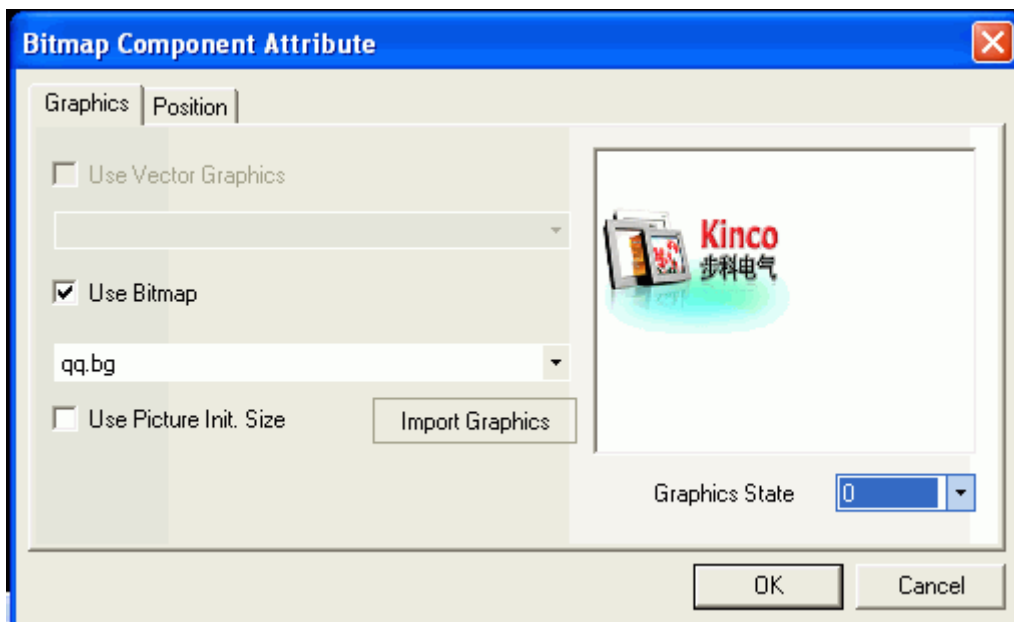 Bitmap Component Attribute
Graphics
Position
Use Vector Graphics
Use Bitmap
qq.bg
Use Picture Init. Size
Import Graphics
Kinco
步科电气
Graphics State
0
OK
Cancel